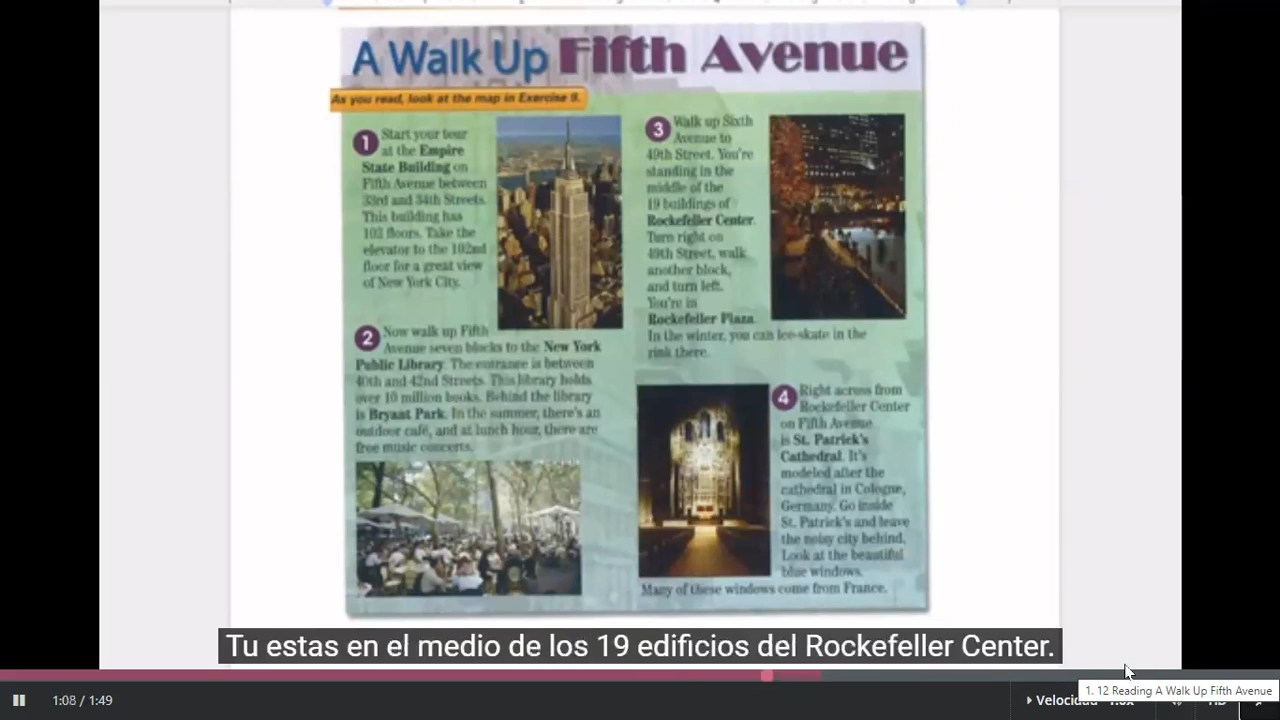 A Walk Up Fifth Avenue
As you read, look at the map in Exercise 9.
1 Start your tour
at the Empire
State Building on
Fifth Avenue between
33rd and 34th Streets.
This building has
102 floors. Take the
elevator to the 102nd
floor for a great view
of New York City.
2 Now walk up Fifth
Avenue seven blocks to the New York
Public Library. The entrance is between
40th and 42nd Streets. This library holds
over 10 million books. Behind the library
is Bryant Park. In the summer, there's an
outdoor café, and at lunch hour, there are
free music concerts.
3 Walk up Sixth
Avenue to
49th Street. You're
standing in the
middle of the
19 buildings of
Rockefeller Center.
Turn right on
49th Street, walk
another block,
and turn left.
You're in
Rockefeller Plaza.
In the winter, you can ice-skate in the
rink there.
4 Right across from
Rockefeller Center
on Fifth Avenue
is St. Patrick's
Cathedral. It's
modeled after the
cathedral in Cologne,
Germany. Go inside
St. Patrick's and leave
the noisy city behind.
Look at the beautiful
blue windows.
Many of these windows come from France.
Tu estas en el medio de los 19 edificios del Rockefeller Center.
1. 12 Reading A Walk Up Fifth Avenue
1:08 / 1:49